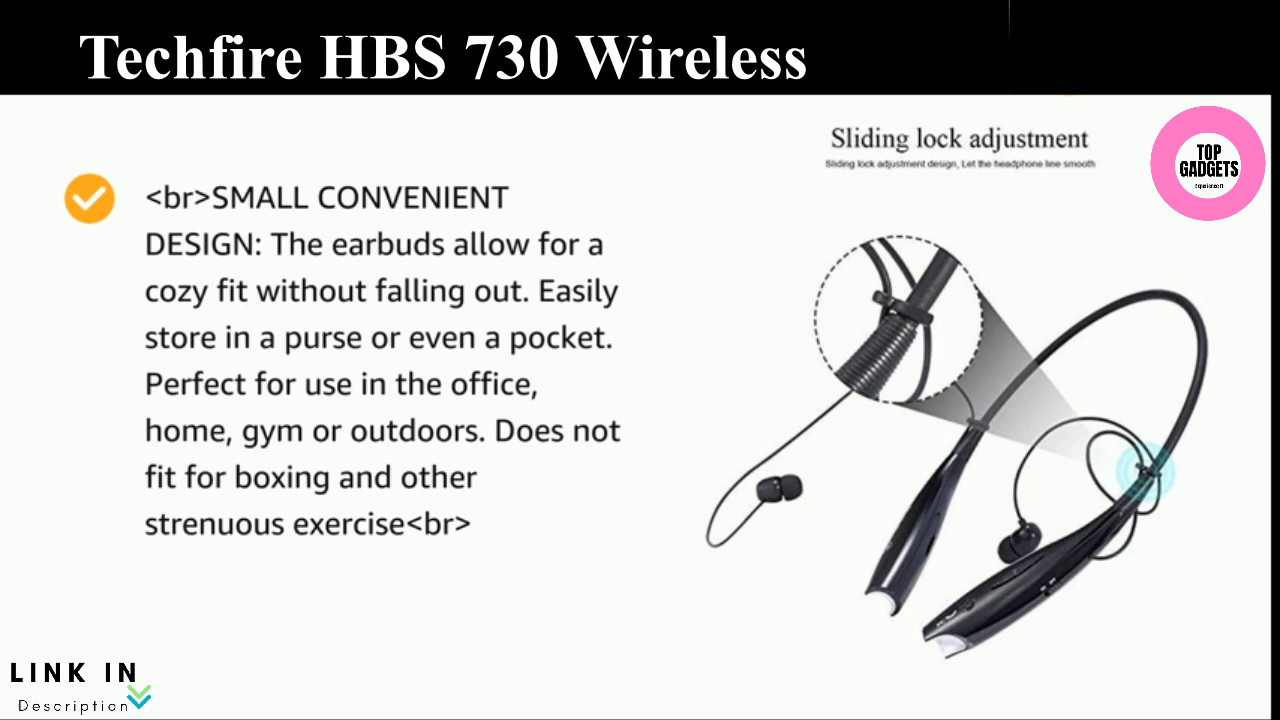 Techfire HBS 730 Wireless
Sliding lock adjustment
Sliding lock adjustment design, Let the headphone line smooth
TOP
GADGETS
<br>SMALL CONVENIENT
DESIGN: The earbuds allow for a
cozy fit without falling out. Easily
store in a purse or even a pocket.
Perfect for use in the office,
home, gym or outdoors. Does not
fit for boxing and other
strenuous exercise<br>
LINK IN
Description